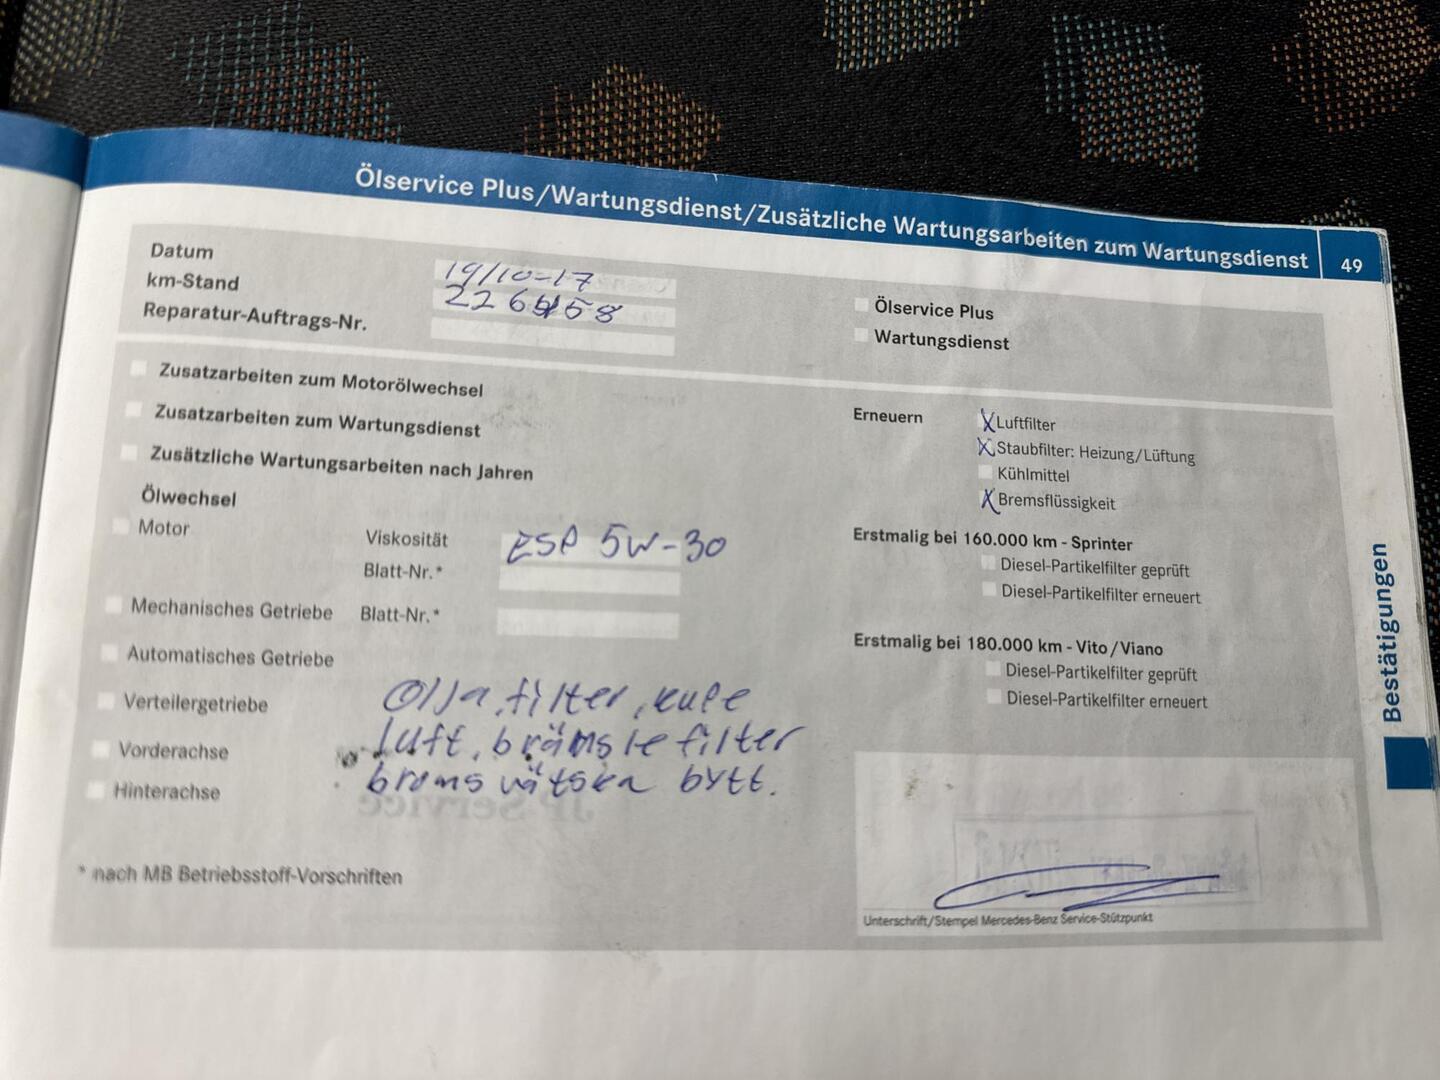 Ölservice Plus/Wartungsdienst/Zusätzliche Wartungsarbeiten zum Wartungsdienst 49
Datum 19/10-17
km-Stand
Reparatur-Auftrags-Nr.
Ölservice Plus
Wartungsdienst
Zusatzarbeiten zum Motorölwechsel
Zusatzarbeiten zum Wartungsdienst
Zusätzliche Wartungsarbeiten nach Jahren
Ölwechsel
Motor Viskosität ESP 5W-30
Blatt-Nr.*
Mechanisches Getriebe Blatt-Nr.*
Automatisches Getriebe
Verteilergetriebe
Vorderachse
Hinterachse
Olja, filter, kupe
luft, bränsle filter
broms vätska bytt.
* nach MB Betriebsstoff-Vorschriften
Erneuern X Luftfilter
X Staubfilter: Heizung/Lüftung
Kühlmittel
X Bremsflüssigkeit
Erstmalig bei 160.000 km - Sprinter
Diesel-Partikelfilter geprüft
Diesel-Partikelfilter erneuert
Erstmalig bei 180.000 km - Vito/Viano
Diesel-Partikelfilter geprüft
Diesel-Partikelfilter erneuert
Unterschrift/Stempel Mercedes-Benz Service-Stützpunkt
Bestätigungen